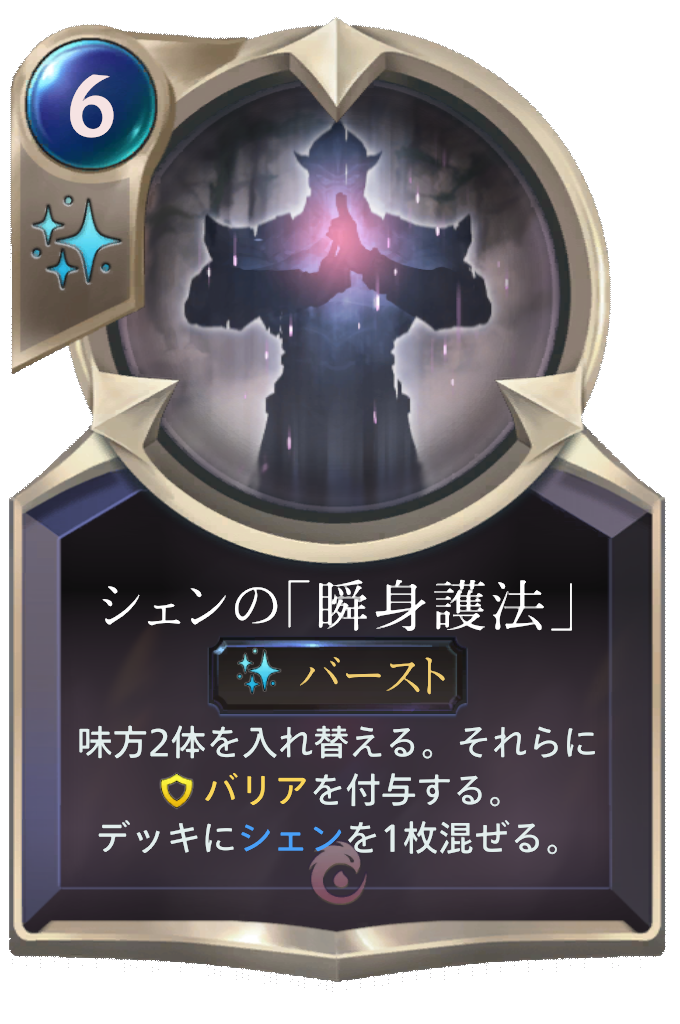 6
シェンの「瞬身護法」
バースト
味方2体を入れ替える。それらに
バリアを付与する。
デッキにシェンを1枚混ぜる。